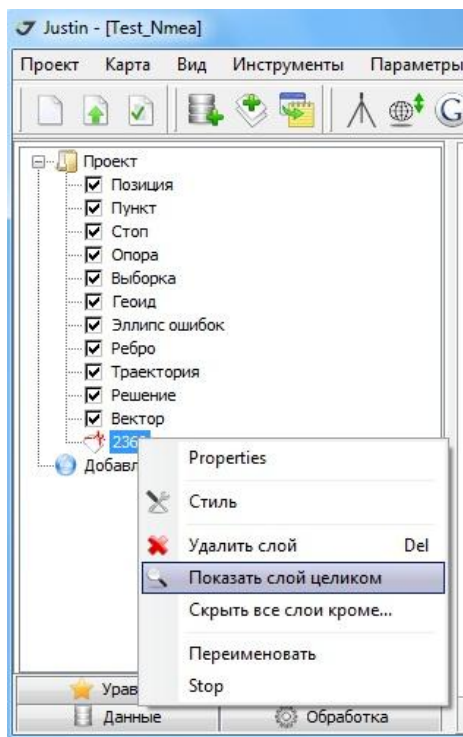 Justin - [Test_Nmea]
Проект Карта Вид Инструменты Параметры
Проект
Позиция
Пункт
Стоп
Опора
Выборка
Геоид
Эллипс ошибок
Ребро
Траектория
Решение
Вектор
Properties
Стиль
Удалить слой Del
Показать слой целиком
Скрыть все слои кроме...
Переименовать
Stop
Данные Обработка